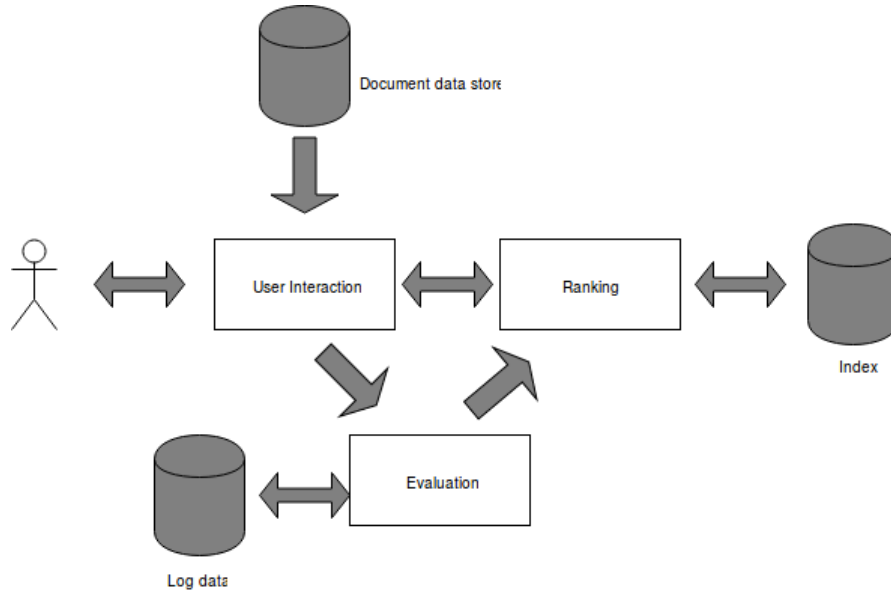 Document data store
User Interaction
Ranking
Index
Evaluation
Log data